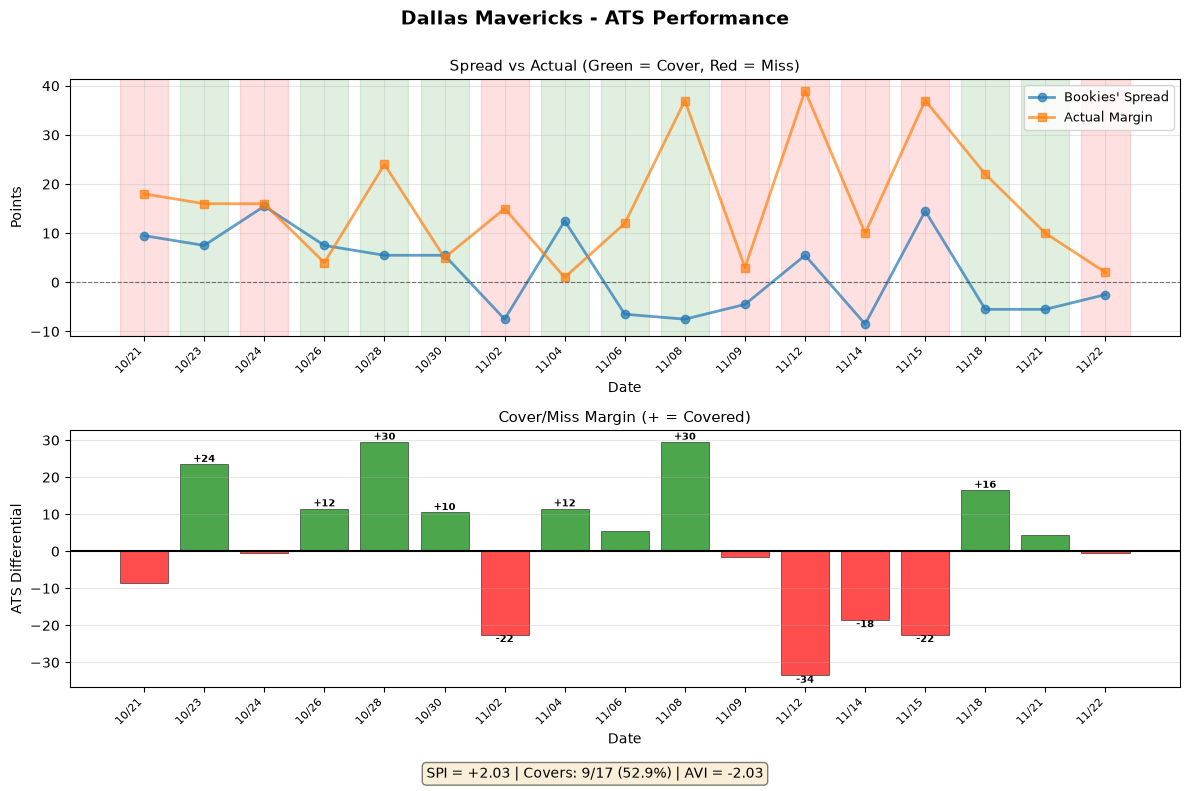 Dallas Mavericks - ATS Performance
Spread vs Actual (Green = Cover, Red = Miss)
Points
40
30
20
10
0
−10
Bookies' Spread
Actual Margin
10/21 10/23 10/24 10/26 10/28 10/30 11/02 11/04 11/06 11/08 11/09 11/12 11/14 11/15 11/18 11/21 11/22
Date
Cover/Miss Margin (+ = Covered)
ATS Differential
30
20
10
0
−10
−20
−30
+24
+12
+30
+10
-22
+12
+30
-34
-18
-22
+16
10/21 10/23 10/24 10/26 10/28 10/30 11/02 11/04 11/06 11/08 11/09 11/12 11/14 11/15 11/18 11/21 11/22
Date
SPI = +2.03 | Covers: 9/17 (52.9%) | AVI = -2.03